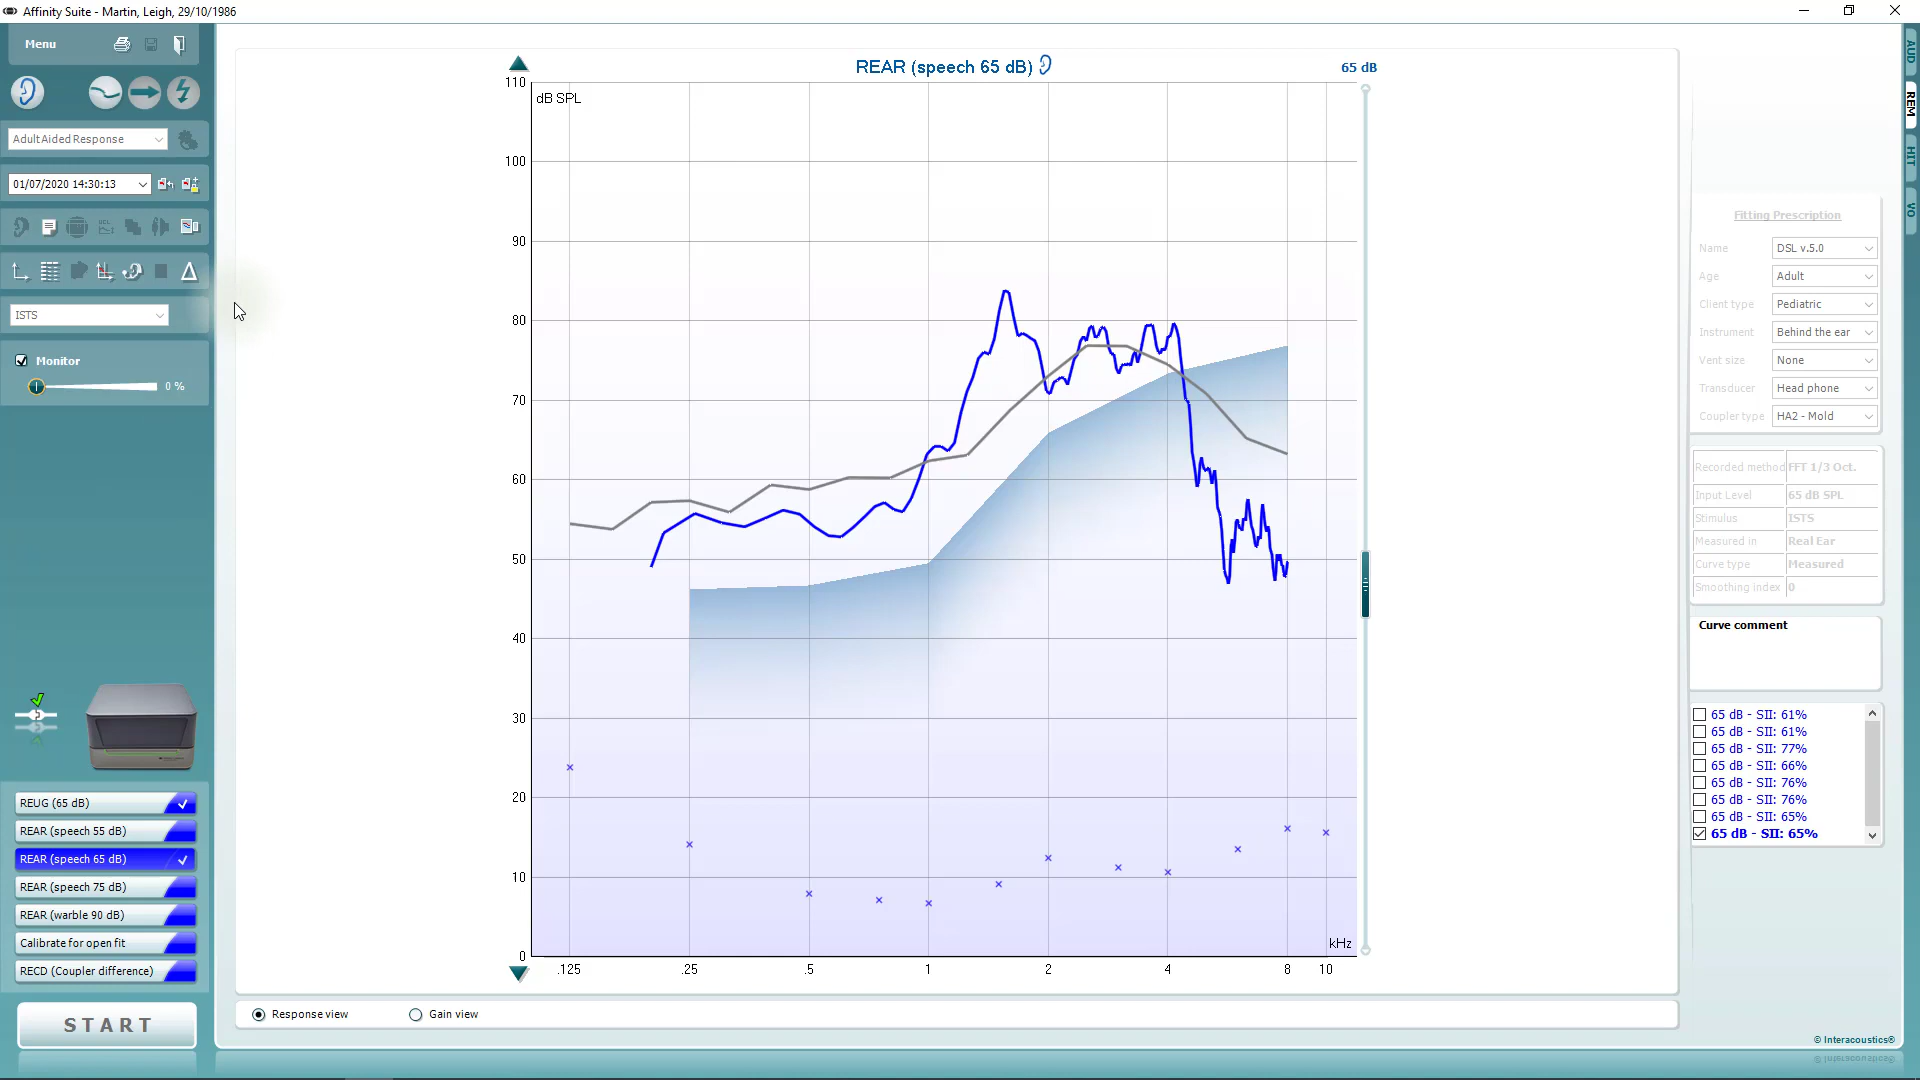 Affinity Suite - Martin, Leigh, 29/10/1986
Menu
AdultAided Response
01/07/2020 14:30:13
ISTS
Monitor
0 %
REUG (65 dB)
REAR (speech 55 dB)
REAR (speech 65 dB)
REAR (speech 75 dB)
REAR (warble 90 dB)
Calibrate for open fit
RECD (Coupler difference)
START
REAR (speech 65 dB)
65 dB
dB SPL
110
100
90
80
70
60
50
40
30
20
10
0
kHz
.125 .25 .5 1 2 4 8 10
Response view Gain view
AUD
REM
HIT
VO
Fitting Prescription
Name DSL v.5.0
Age Adult
Client type Pediatric
Instrument Behind the ear
Vent size None
Transducer Head phone
Coupler type HA2 - Mold
Recorded method FFT 1/3 Oct.
Input Level 65 dB SPL
Stimulus ISTS
Measured in Real Ear
Curve type Measured
Smoothing index 0
Curve comment
65 dB - SII: 61%
65 dB - SII: 61%
65 dB - SII: 77%
65 dB - SII: 66%
65 dB - SII: 76%
65 dB - SII: 76%
65 dB - SII: 65%
65 dB - SII: 65%
© Interacoustics®